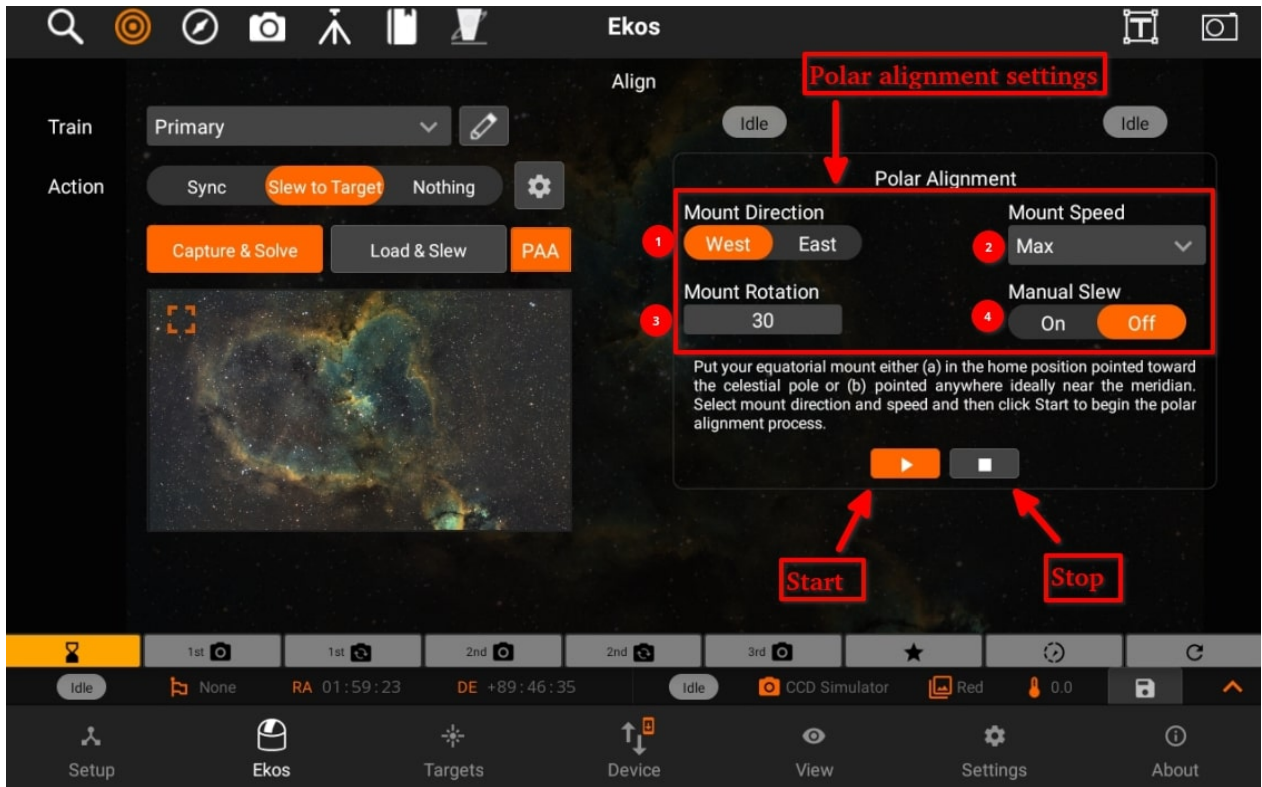 Ekos
Align
Polar alignment settings
Train
Primary
Idle
Idle
Action
Sync
Slew to Target
Nothing
Capture & Solve
Load & Slew
PAA
Polar Alignment
Mount Direction
Mount Speed
1
West
East
2
Max
Mount Rotation
Manual Slew
3
30
4
On
Off
Put your equatorial mount either (a) in the home position pointed toward
the celestial pole or (b) pointed anywhere ideally near the meridian.
Select mount direction and speed and then click Start to begin the polar
alignment process.
Start
Stop
1st
1st
2nd
2nd
3rd
Idle
None
RA 01:59:23
DE +89:46:35
Idle
CCD Simulator
Red
0.0
Setup
Ekos
Targets
Device
View
Settings
About